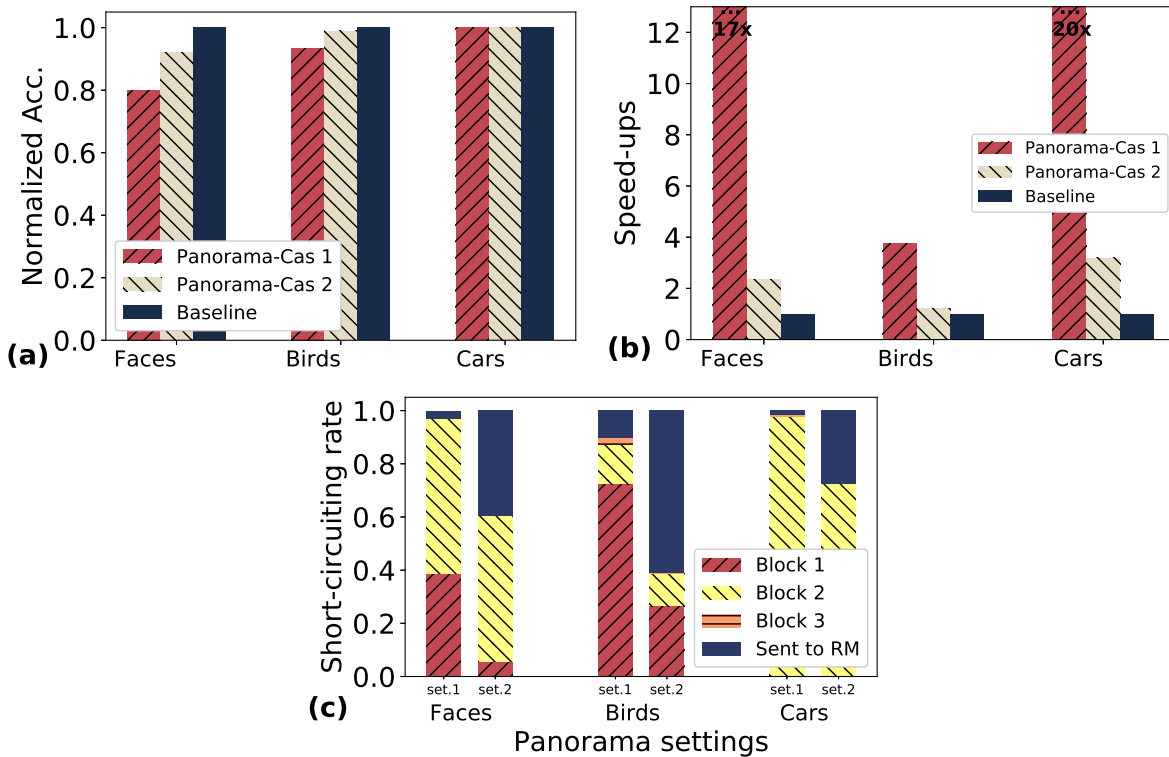 Normalized Acc.
1.0
0.8
0.6
0.4
0.2
0.0
Panorama-Cas 1
Panorama-Cas 2
Baseline
Faces
Birds
Cars
(a)
Speed-ups
12
10
8
6
4
2
0
...
17x
...
20x
Panorama-Cas 1
Panorama-Cas 2
Baseline
Faces
Birds
Cars
(b)
Short-circuiting rate
1.0
0.8
0.6
0.4
0.2
0.0
Block 1
Block 2
Block 3
Sent to RM
set.1
set.2
set.1
set.2
set.1
set.2
Faces
Birds
Cars
(c)
Panorama settings